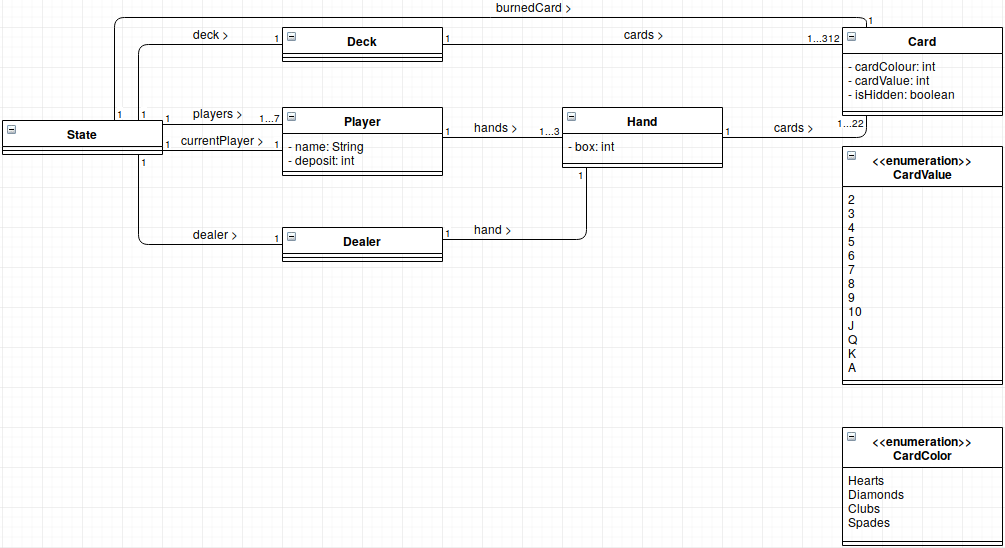 burnedCard >
1
deck >
1
Deck
1
cards >
1...312
Card
- cardColour: int
- cardValue: int
- isHidden: boolean
1
1
State
1
players >
1...7
1
currentPlayer >
1
1
Player
- name: String
- deposit: int
1
hands >
1...3
Hand
- box: int
1
cards >
1...22
1
dealer >
1
Dealer
1
hand >
1
<<enumeration>>
CardValue
2
3
4
5
6
7
8
9
10
J
Q
K
A
<<enumeration>>
CardColor
Hearts
Diamonds
Clubs
Spades